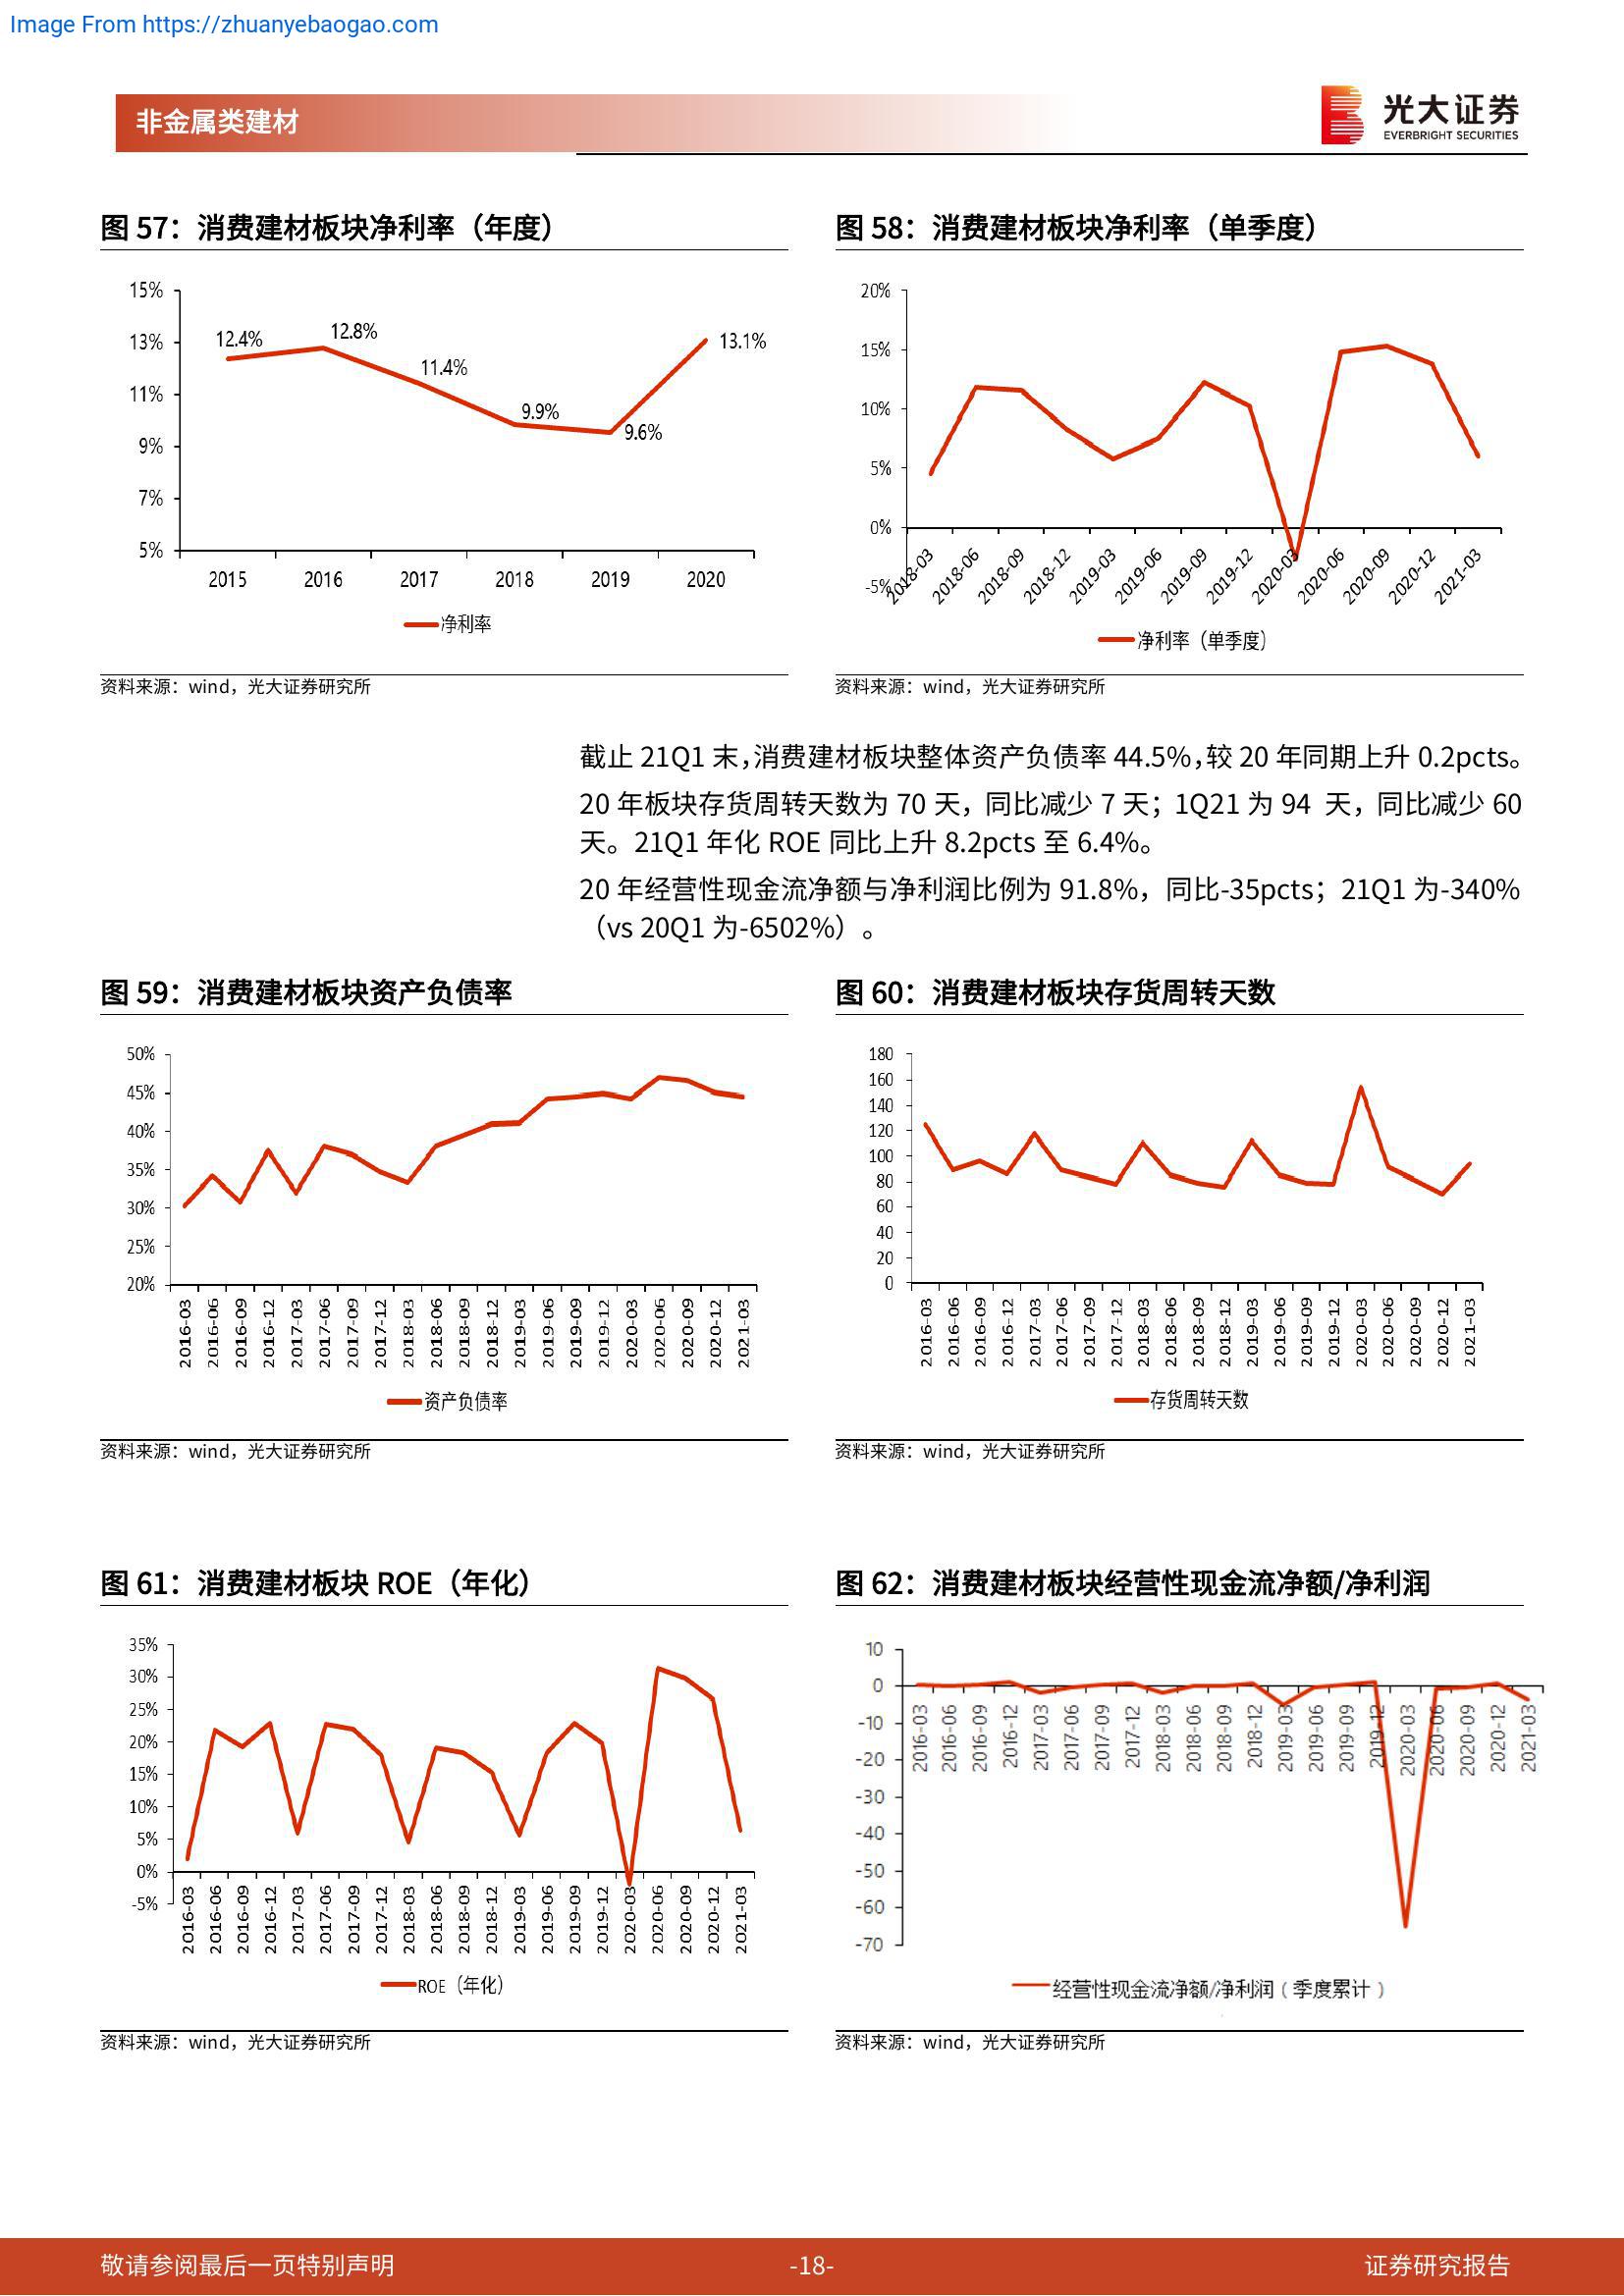 Image From https://zhuanyebaogao.com
非金属类建材
光大证券
EVERBRIGHT SECURITIES
图 57：消费建材板块净利率（年度）
15%
13%
11%
9%
7%
5%
12.4%
12.8%
11.4%
9.9%
9.6%
13.1%
2015 2016 2017 2018 2019 2020
净利率
资料来源：wind，光大证券研究所
图 58：消费建材板块净利率（单季度）
20%
15%
10%
5%
0%
-5%
2018-03 2018-06 2018-09 2018-12 2019-03 2019-06 2019-09 2019-12 2020-03 2020-06 2020-09 2020-12 2021-03
净利率（单季度）
资料来源：wind，光大证券研究所
截止 21Q1 末，消费建材板块整体资产负债率 44.5%，较 20 年同期上升 0.2pcts。
20 年板块存货周转天数为 70 天，同比减少 7 天；1Q21 为 94 天，同比减少 60
天。21Q1 年化 ROE 同比上升 8.2pcts 至 6.4%。
20 年经营性现金流净额与净利润比例为 91.8%，同比-35pcts；21Q1 为-340%
（vs 20Q1 为-6502%）。
图 59：消费建材板块资产负债率
50%
45%
40%
35%
30%
25%
20%
2016-03 2016-06 2016-09 2016-12 2017-03 2017-06 2017-09 2017-12 2018-03 2018-06 2018-09 2018-12 2019-03 2019-06 2019-09 2019-12 2020-03 2020-06 2020-09 2020-12 2021-03
资产负债率
资料来源：wind，光大证券研究所
图 60：消费建材板块存货周转天数
180
160
140
120
100
80
60
40
20
0
2016-03 2016-06 2016-09 2016-12 2017-03 2017-06 2017-09 2017-12 2018-03 2018-06 2018-09 2018-12 2019-03 2019-06 2019-09 2019-12 2020-03 2020-06 2020-09 2020-12 2021-03
存货周转天数
资料来源：wind，光大证券研究所
图 61：消费建材板块 ROE（年化）
35%
30%
25%
20%
15%
10%
5%
0%
-5%
2016-03 2016-06 2016-09 2016-12 2017-03 2017-06 2017-09 2017-12 2018-03 2018-06 2018-09 2018-12 2019-03 2019-06 2019-09 2019-12 2020-03 2020-06 2020-09 2020-12 2021-03
ROE（年化）
资料来源：wind，光大证券研究所
图 62：消费建材板块经营性现金流净额/净利润
10
0
-10
-20
-30
-40
-50
-60
-70
2016-03 2016-06 2016-09 2016-12 2017-03 2017-06 2017-09 2017-12 2018-03 2018-06 2018-09 2018-12 2019-03 2019-06 2019-09 2019-12 2020-03 2020-06 2020-09 2020-12 2021-03
经营性现金流净额/净利润（季度累计）
资料来源：wind，光大证券研究所
敬请参阅最后一页特别声明
-18-
证券研究报告